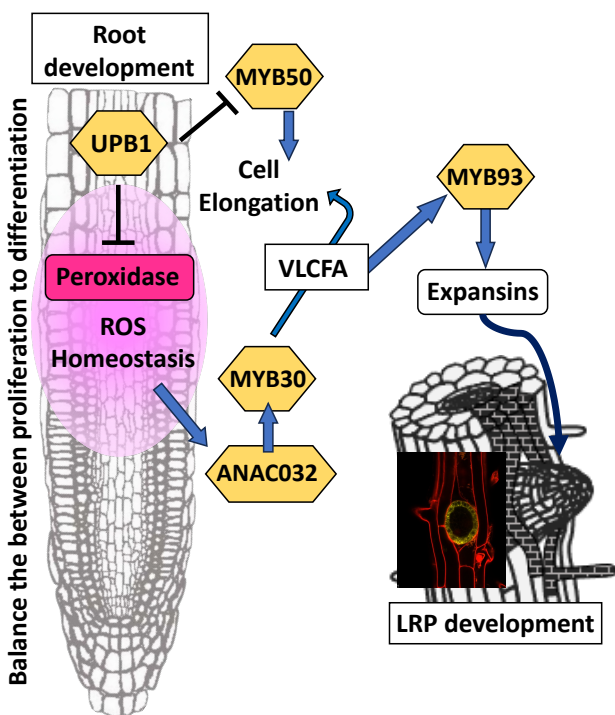 Balance the between proliferation to differentiation
Root
development
MYB50
UPB1
Cell
Elongation
MYB93
VLCFA
Peroxidase
Expansins
ROS
Homeostasis
MYB30
ANAC032
LRP development